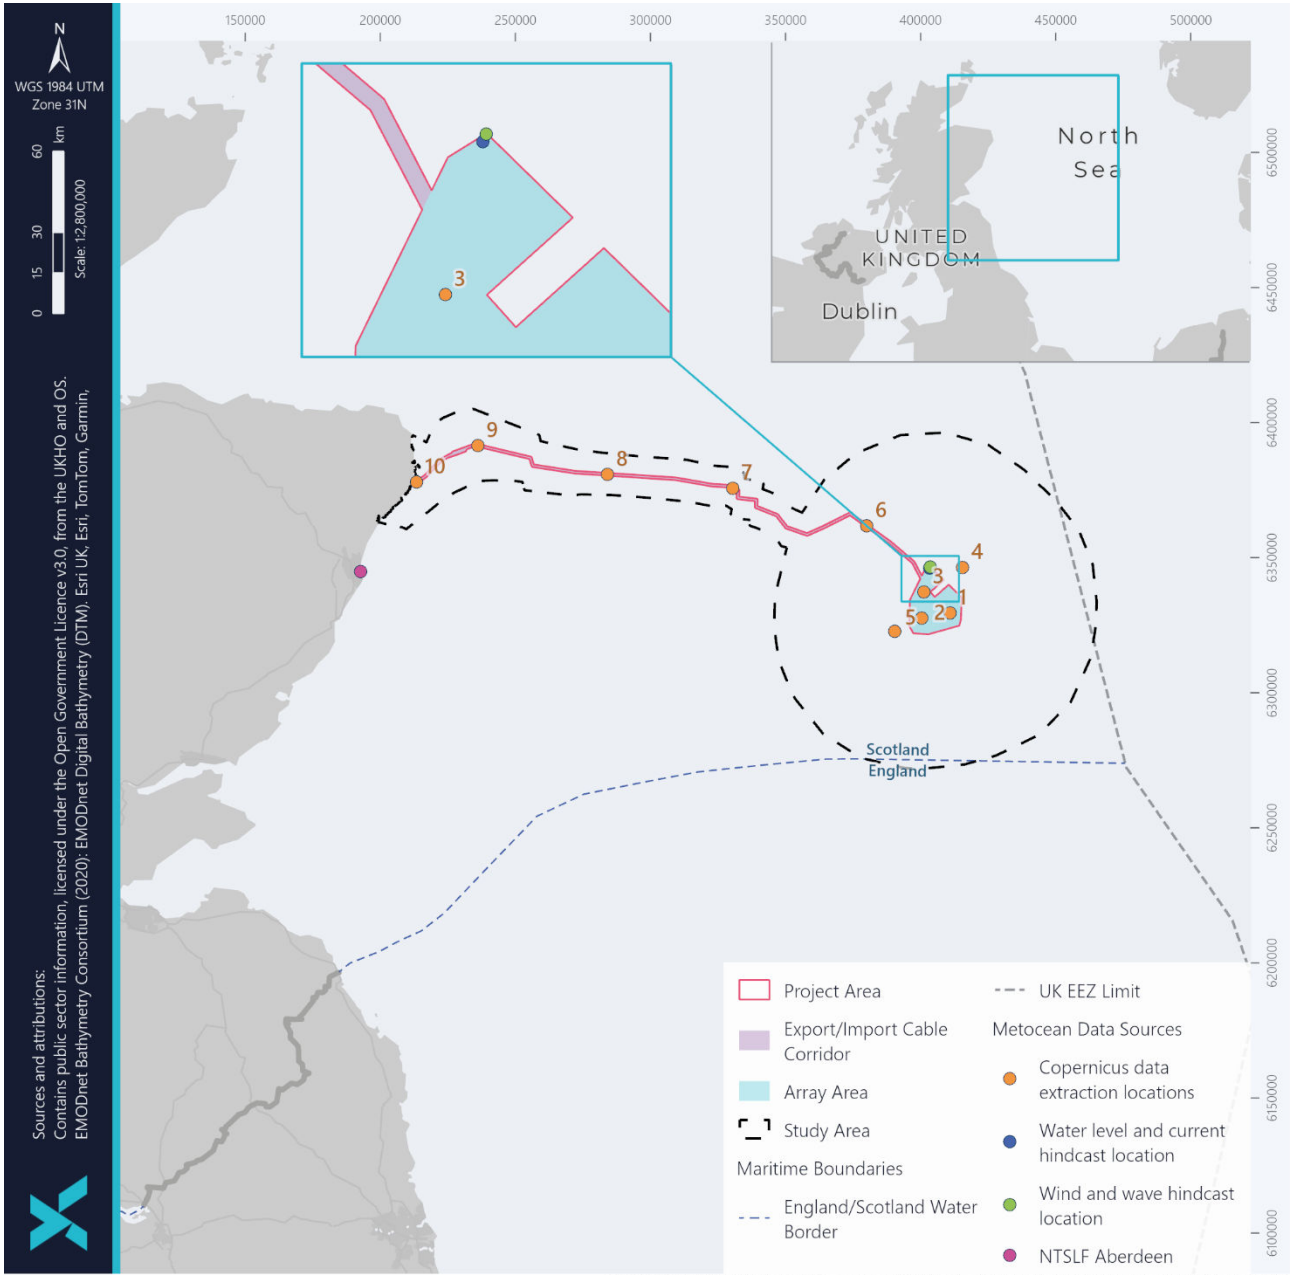 150000
200000
250000
300000
350000
400000
450000
500000
N
WGS 1984 UTM
Zone 31N
60
km
30
15
0
Scale: 1:2,800,000
Sources and attributions:
Contains public sector information, licensed under the Open Government Licence v3.0, from the UKHO and OS.
EMODnet Bathymetry Consortium (2020): EMODnet Digital Bathymetry (DTM). Esri UK, Esri, TomTom, Garmin,
3
North
Sea
UNITED
KINGDOM
Dublin
6500000
6450000
6400000
6350000
6300000
6250000
6200000
6150000
6100000
9
10
8
7
6
4
3
1
5
2
Scotland
England
Project Area
Export/Import Cable
Corridor
Array Area
Study Area
Maritime Boundaries
England/Scotland Water
Border
UK EEZ Limit
Metocean Data Sources
Copernicus data
extraction locations
Water level and current
hindcast location
Wind and wave hindcast
location
NTSLF Aberdeen